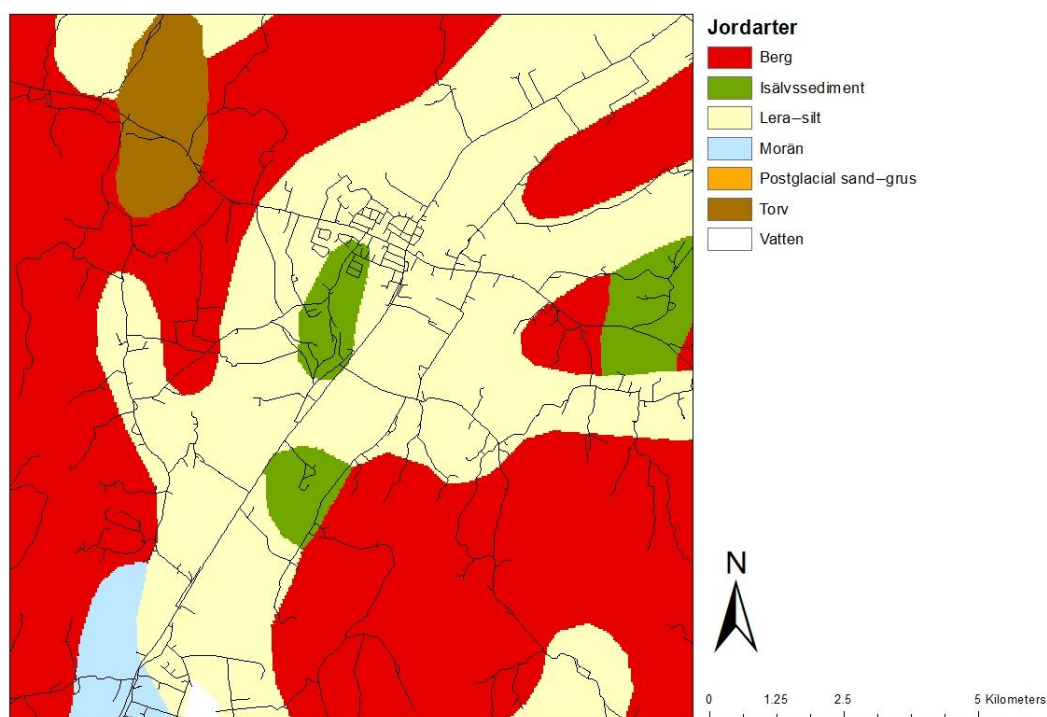 Jordarter
Berg
Isälvssediment
Lera–silt
Morän
Postglacial sand–grus
Torv
Vatten
N
0 1.25 2.5 5 Kilometers